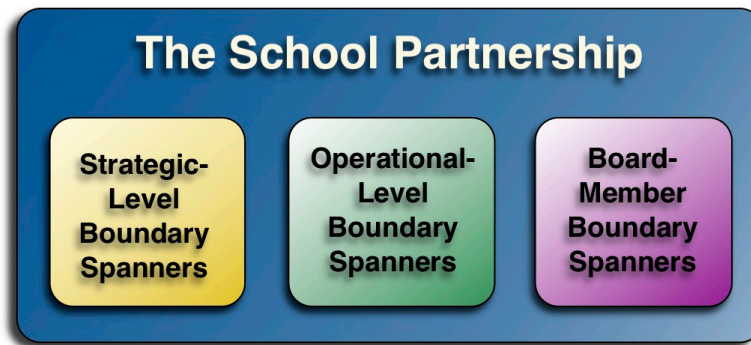 The School Partnership
Strategic-
Level
Boundary
Spanners
Operational-
Level
Boundary
Spanners
Board-
Member
Boundary
Spanners